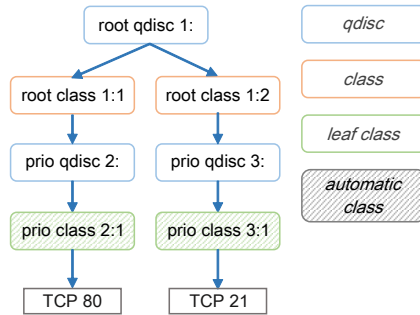 root qdisc 1:
qdisc
root class 1:1
root class 1:2
class
prio qdisc 2:
prio qdisc 3:
leaf class
automatic
class
prio class 2:1
prio class 3:1
TCP 80
TCP 21